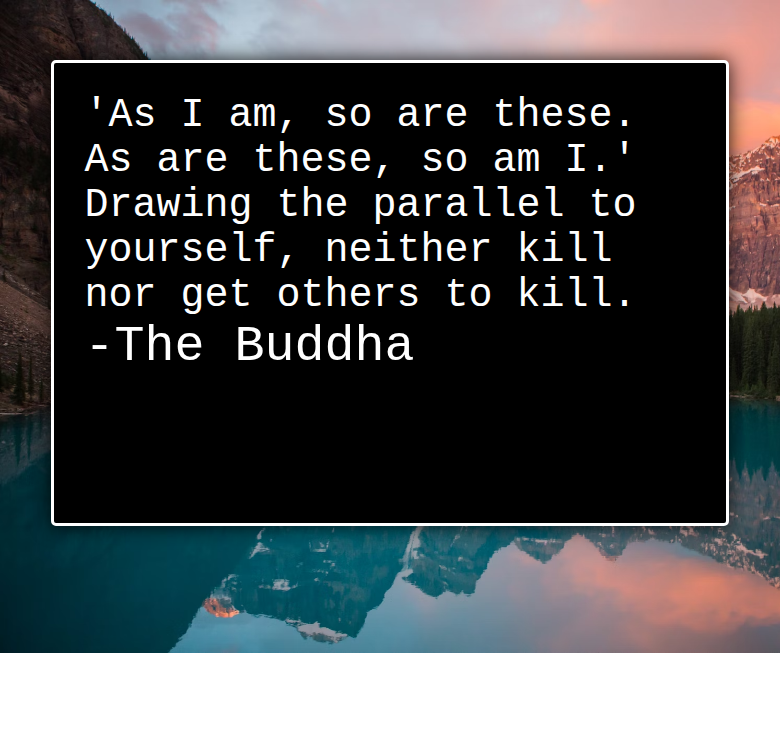 'As I am, so are these.
As are these, so am I.'
Drawing the parallel to
yourself, neither kill
nor get others to kill.
-The Buddha